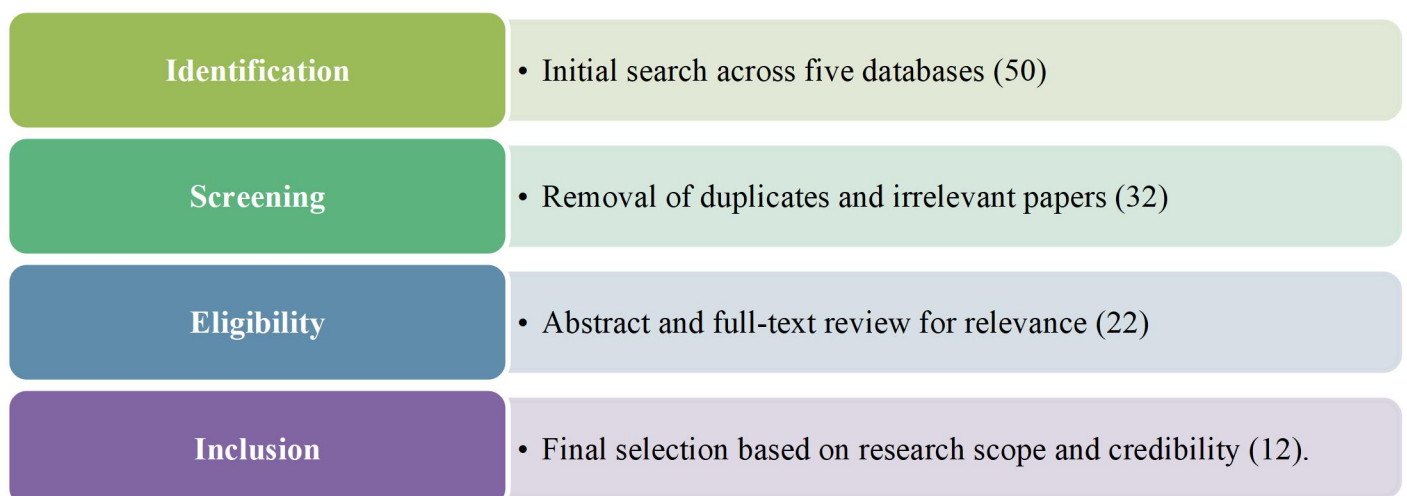 Identification
• Initial search across five databases (50)
Screening
• Removal of duplicates and irrelevant papers (32)
Eligibility
• Abstract and full-text review for relevance (22)
Inclusion
• Final selection based on research scope and credibility (12).